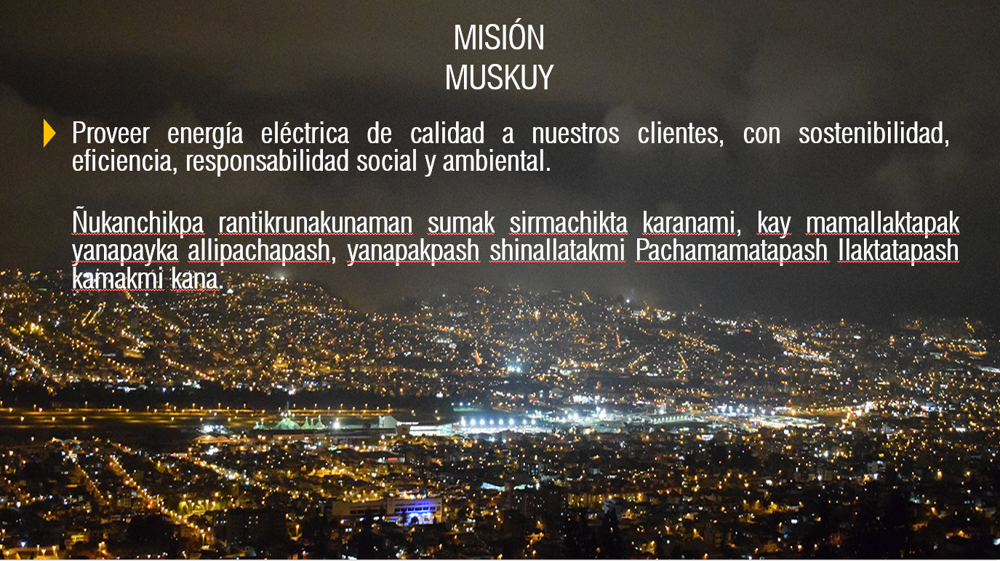 MISIÓN
MUSKUY
Proveer energía eléctrica de calidad a nuestros clientes, con sostenibilidad,
eficiencia, responsabilidad social y ambiental.
Ñukanchikpa rantikrunakunaman sumak sirmachikta karanami, kay mamallaktapak
yanapayka allipachapash, yanapakpash shinallatakmi Pachamamatapash llaktatapash
kamakmi kana.